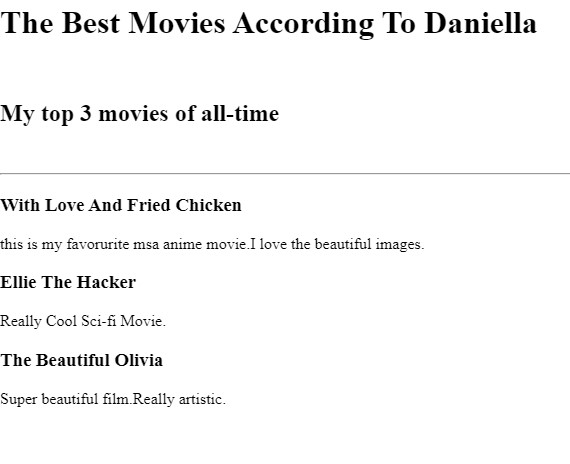 The Best Movies According To Daniella
My top 3 movies of all-time
With Love And Fried Chicken
this is my favorurite msa anime movie.I love the beautiful images.
Ellie The Hacker
Really Cool Sci-fi Movie.
The Beautiful Olivia
Super beautiful film.Really artistic.